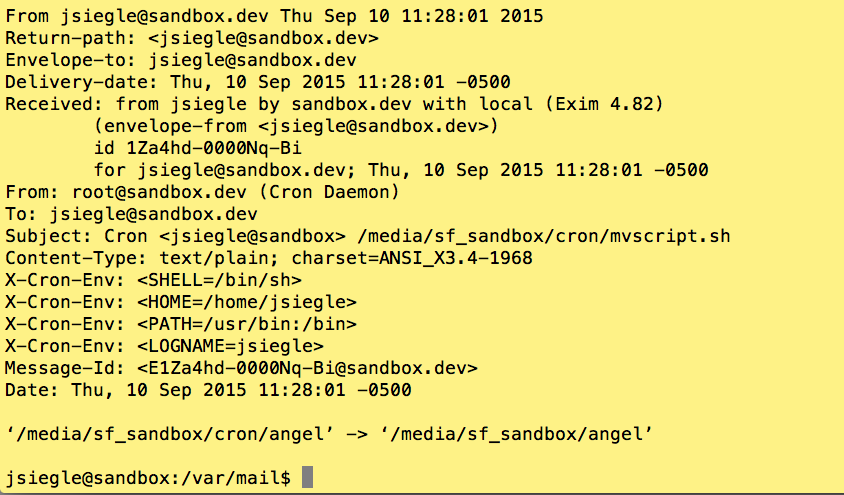 From jsiegle@sandbox.dev Thu Sep 10 11:28:01 2015
Return-path: <jsiegle@sandbox.dev>
Envelope-to: jsiegle@sandbox.dev
Delivery-date: Thu, 10 Sep 2015 11:28:01 -0500
Received: from jsiegle by sandbox.dev with local (Exim 4.82)
        (envelope-from <jsiegle@sandbox.dev>)
        id 1Za4hd-0000Nq-Bi
        for jsiegle@sandbox.dev; Thu, 10 Sep 2015 11:28:01 -0500
From: root@sandbox.dev (Cron Daemon)
To: jsiegle@sandbox.dev
Subject: Cron <jsiegle@sandbox> /media/sf_sandbox/cron/mvscript.sh
Content-Type: text/plain; charset=ANSI_X3.4-1968
X-Cron-Env: <SHELL=/bin/sh>
X-Cron-Env: <HOME=/home/jsiegle>
X-Cron-Env: <PATH=/usr/bin:/bin>
X-Cron-Env: <LOGNAME=jsiegle>
Message-Id: <E1Za4hd-0000Nq-Bi@sandbox.dev>
Date: Thu, 10 Sep 2015 11:28:01 -0500

‘/media/sf_sandbox/cron/angel’ -> ‘/media/sf_sandbox/angel’

jsiegle@sandbox:/var/mail$